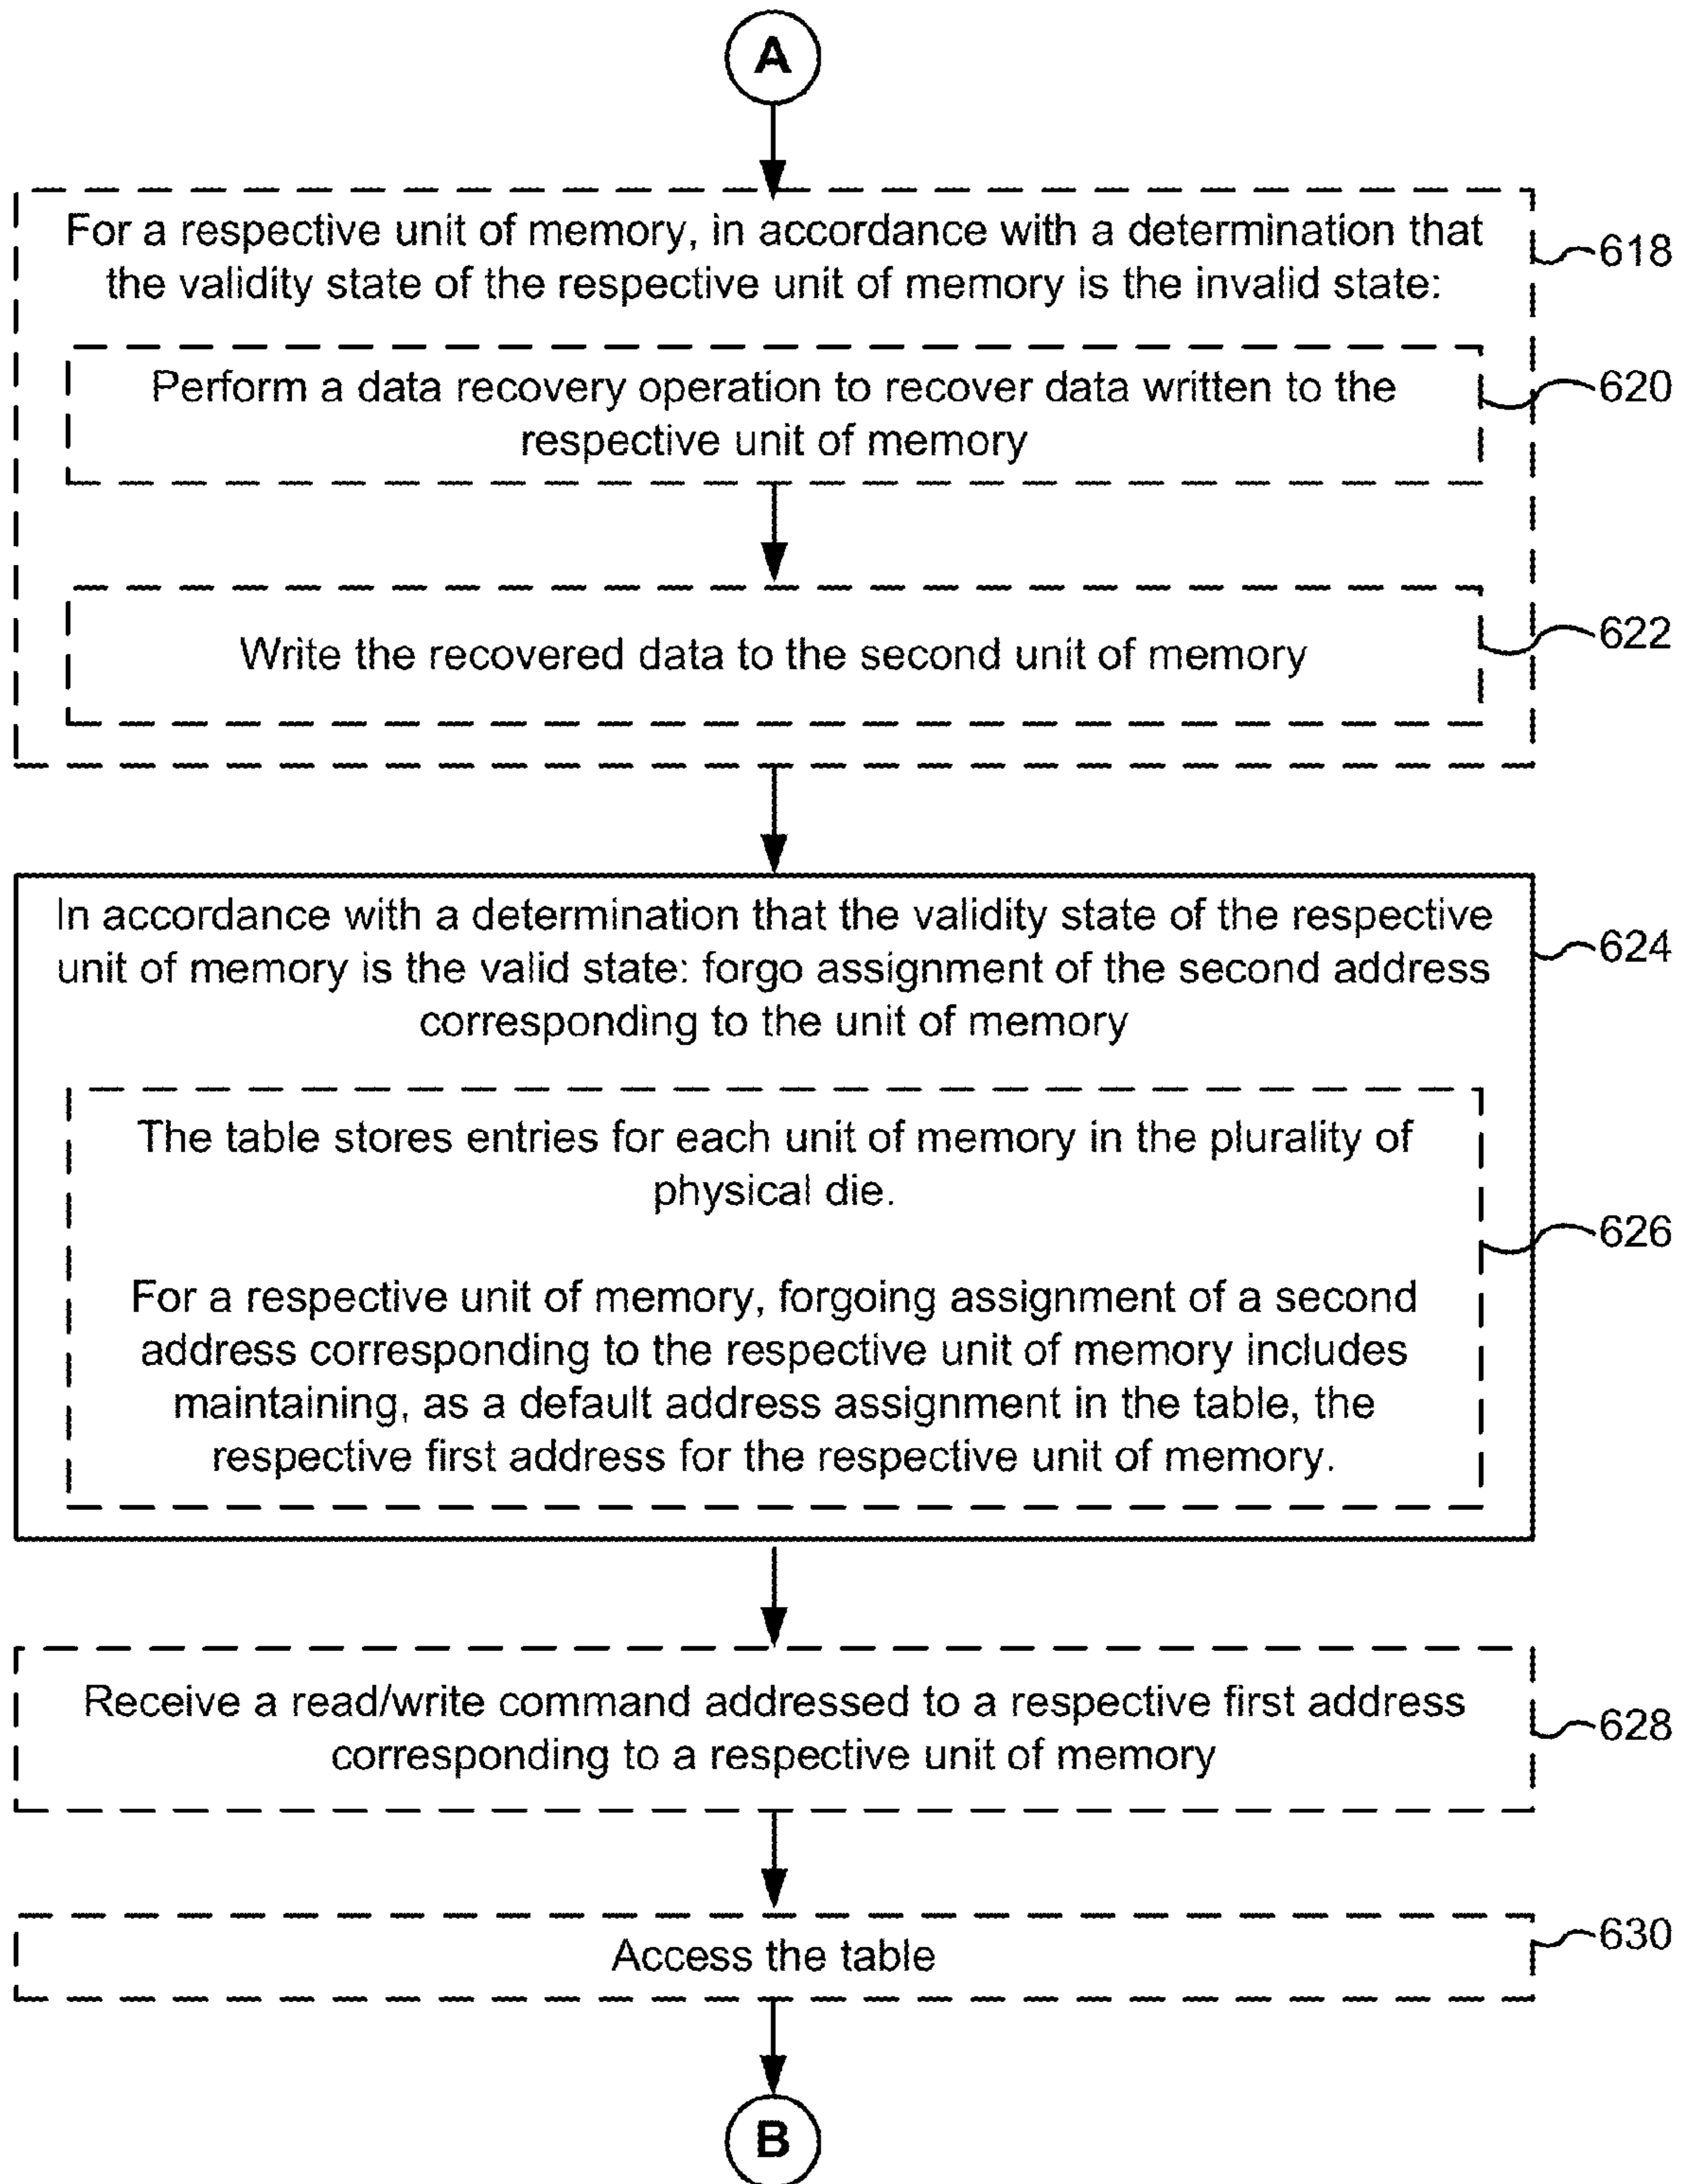 A
For a respective unit of memory, in accordance with a determination that
the validity state of the respective unit of memory is the invalid state:
618
Perform a data recovery operation to recover data written to the
respective unit of memory
620
Write the recovered data to the second unit of memory
622
In accordance with a determination that the validity state of the respective
unit of memory is the valid state: forgo assignment of the second address
corresponding to the unit of memory
624
The table stores entries for each unit of memory in the plurality of
physical die.
For a respective unit of memory, forgoing assignment of a second
address corresponding to the respective unit of memory includes
maintaining, as a default address assignment in the table, the
respective first address for the respective unit of memory.
626
Receive a read/write command addressed to a respective first address
corresponding to a respective unit of memory
628
Access the table
630
B